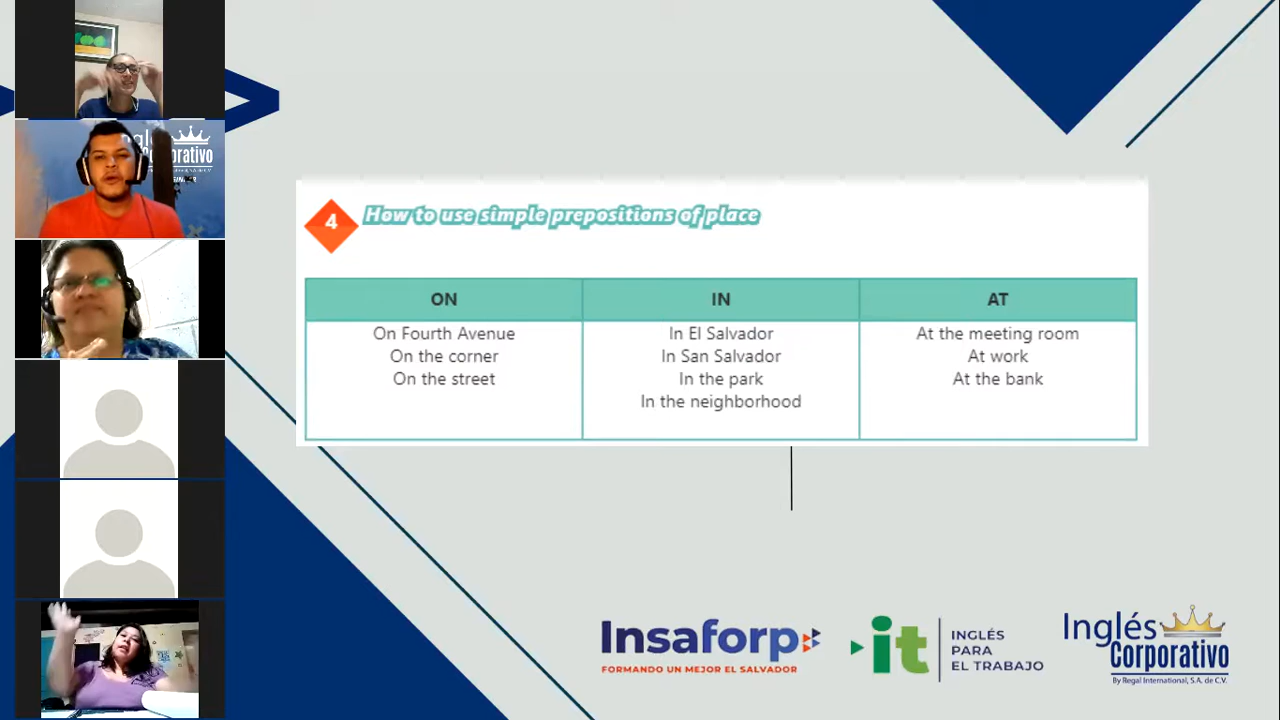 4
How to use simple prepositions of place
ON
IN
AT
On Fourth Avenue
On the corner
On the street
In El Salvador
In San Salvador
In the park
In the neighborhood
At the meeting room
At work
At the bank
Insaforp
FORMANDO UN MEJOR EL SALVADOR
it
INGLÉS
PARA
EL TRABAJO
Inglés
Corporativo
By Regal International, S.A. de C.V.